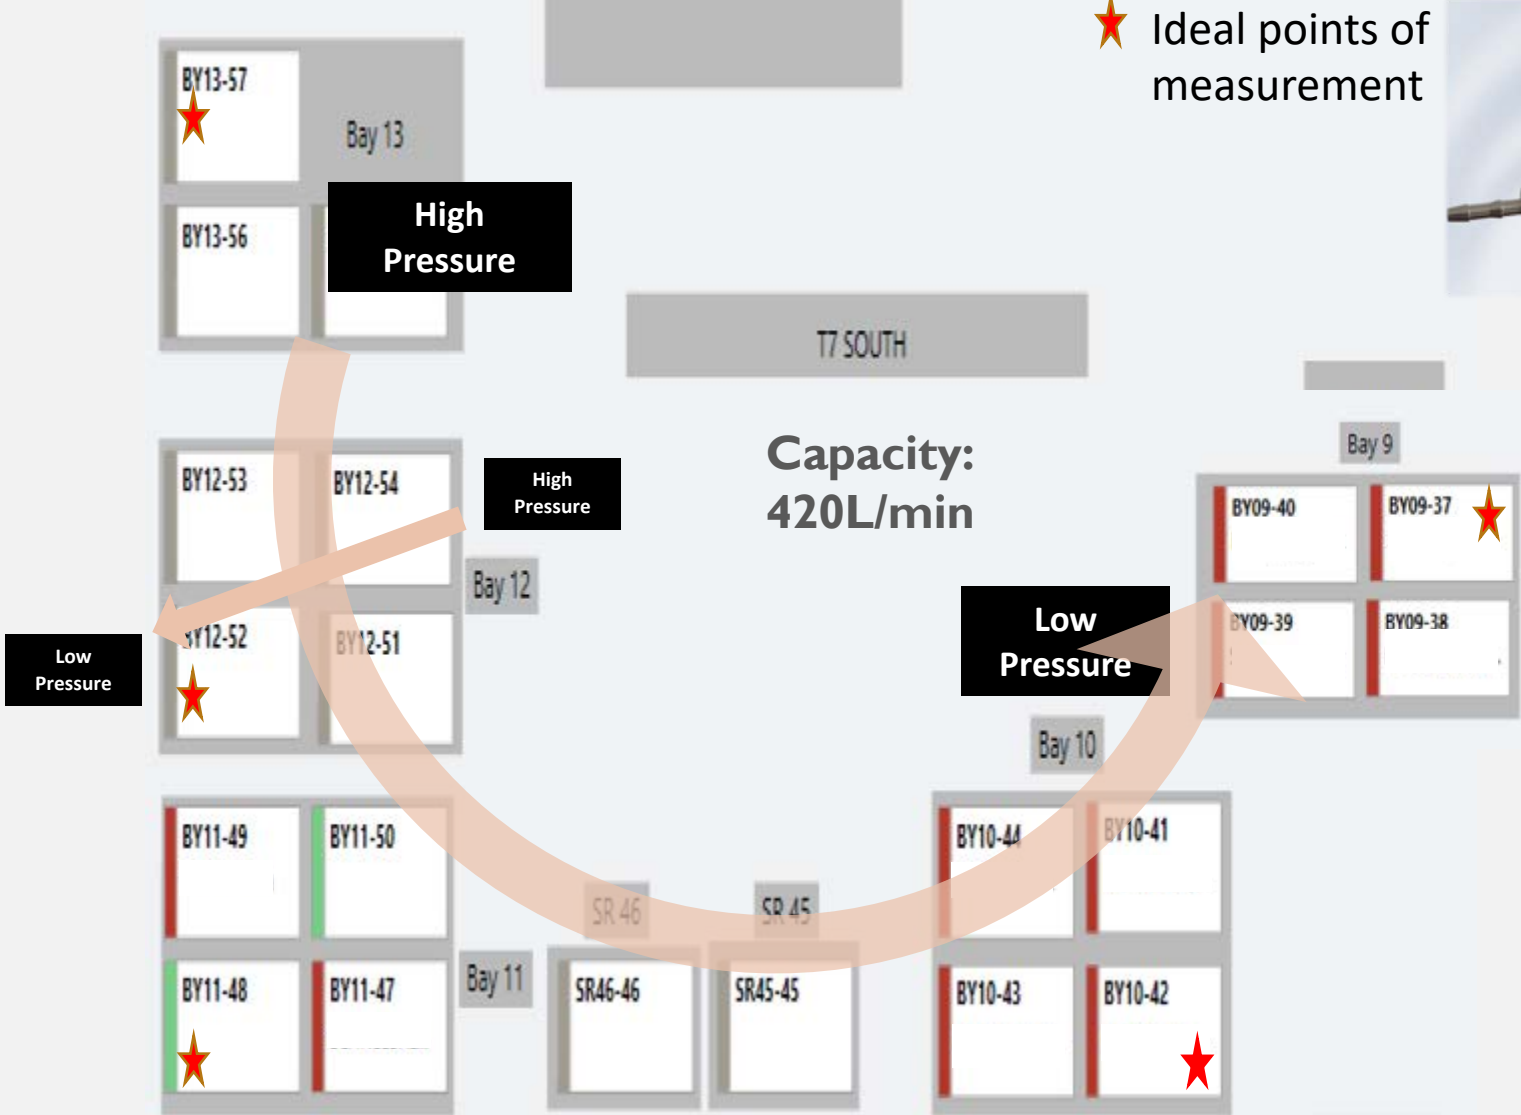 Ideal points of
measurement
BY13-57
Bay 13
BY13-56
High
Pressure
T7 SOUTH
Capacity:
420L/min
Bay 9
BY12-53
BY12-54
High
Pressure
BY09-40
BY09-37
Bay 12
Low
Pressure
BY12-52
BY12-51
Low
Pressure
BY09-39
BY09-38
Bay 10
BY11-49
BY11-50
BY10-44
BY10-41
SR 46
SR 45
Bay 11
BY11-48
BY11-47
SR46-46
SR45-45
BY10-43
BY10-42